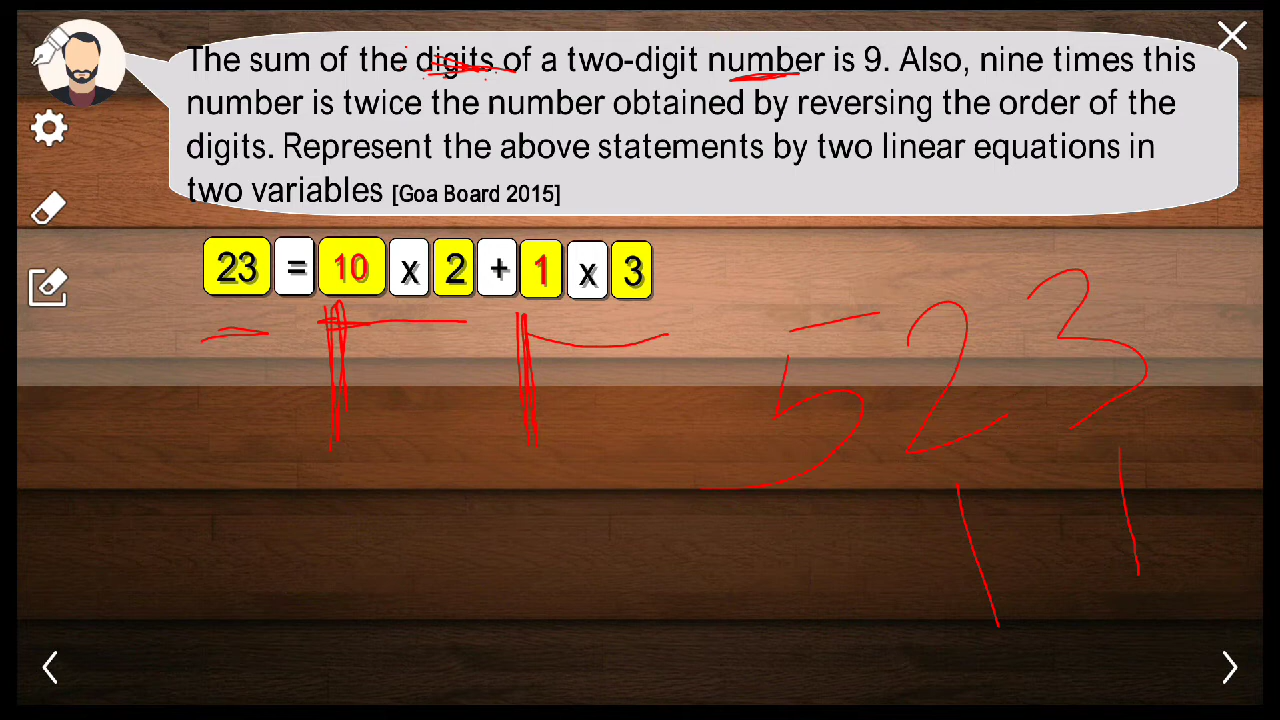 The sum of the digits of a two-digit number is 9. Also, nine times this
number is twice the number obtained by reversing the order of the
digits. Represent the above statements by two linear equations in
two variables [Goa Board 2015]
23 = 10 x 2 + 1 x 3
523